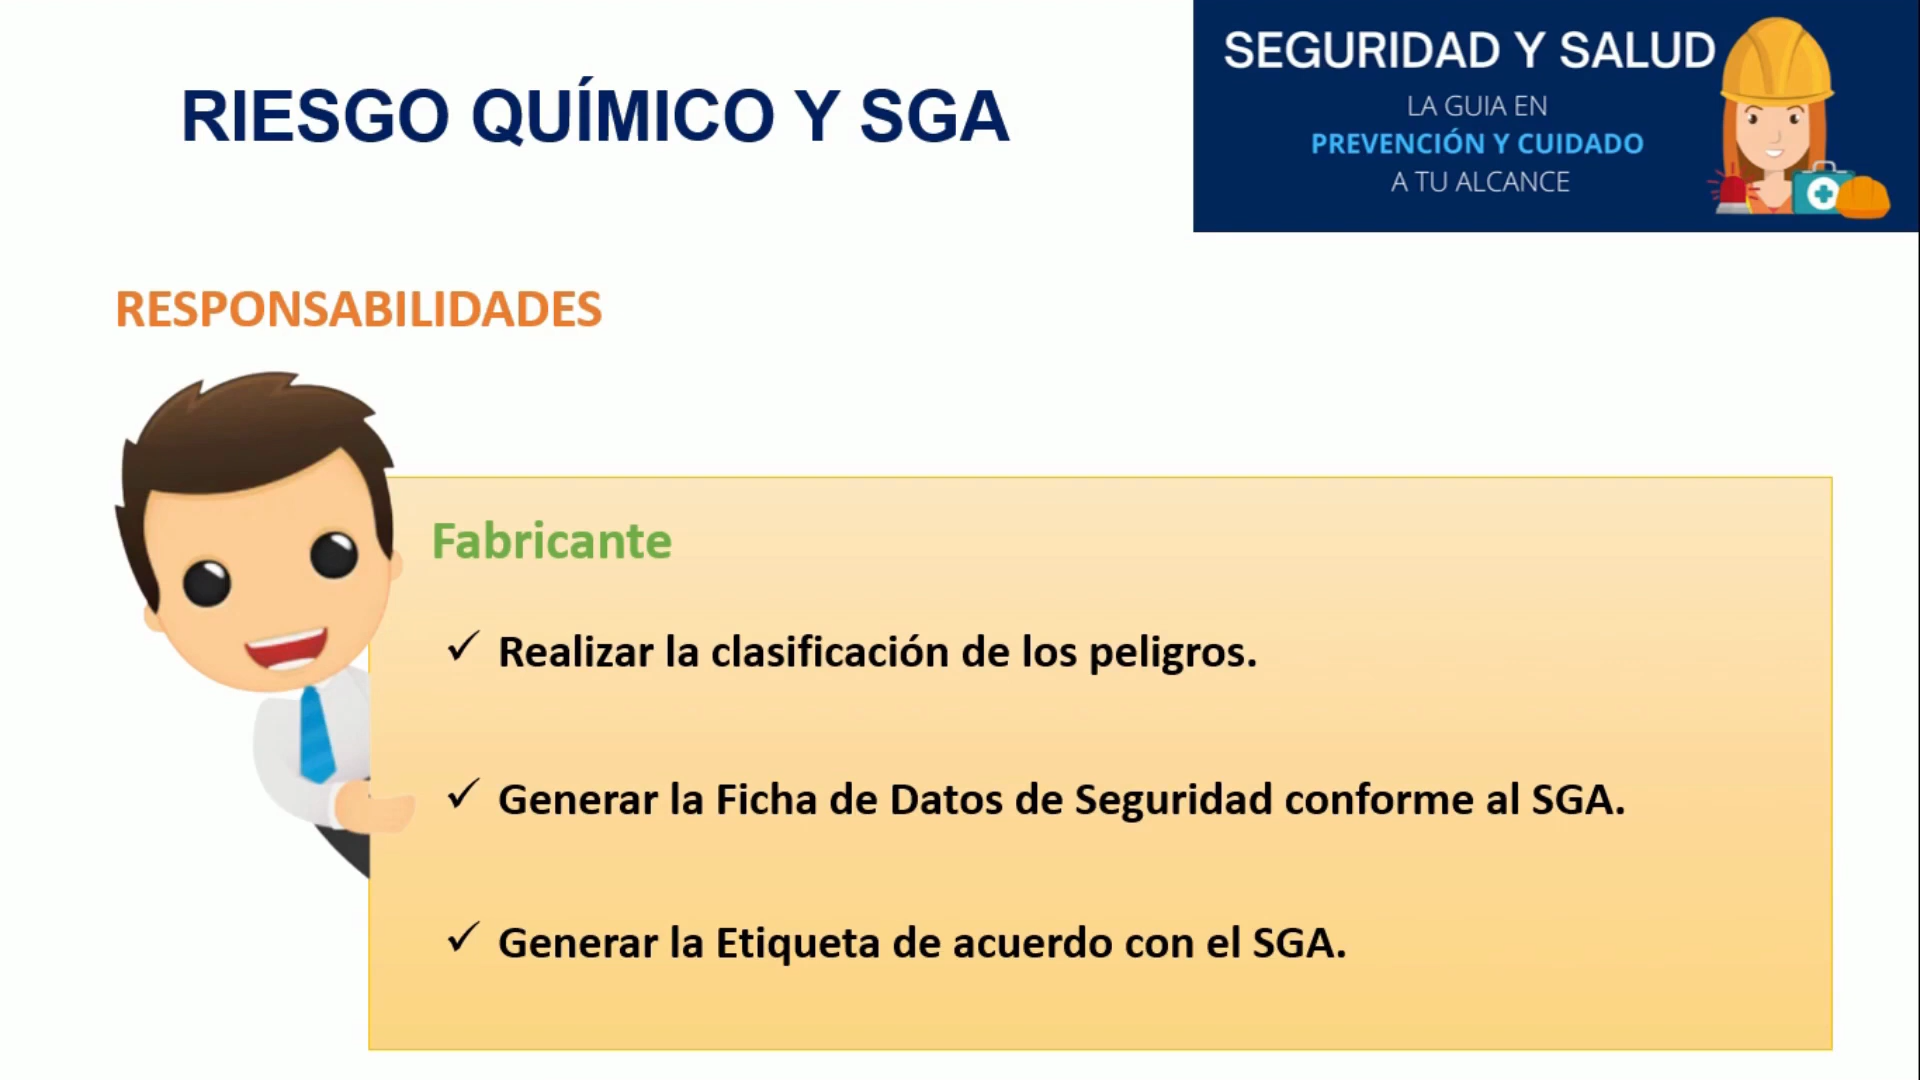 RIESGO QUÍMICO Y SGA
SEGURIDAD Y SALUD
LA GUIA EN
PREVENCIÓN Y CUIDADO
A TU ALCANCE
RESPONSABILIDADES
Fabricante
✓ Realizar la clasificación de los peligros.
✓ Generar la Ficha de Datos de Seguridad conforme al SGA.
✓ Generar la Etiqueta de acuerdo con el SGA.